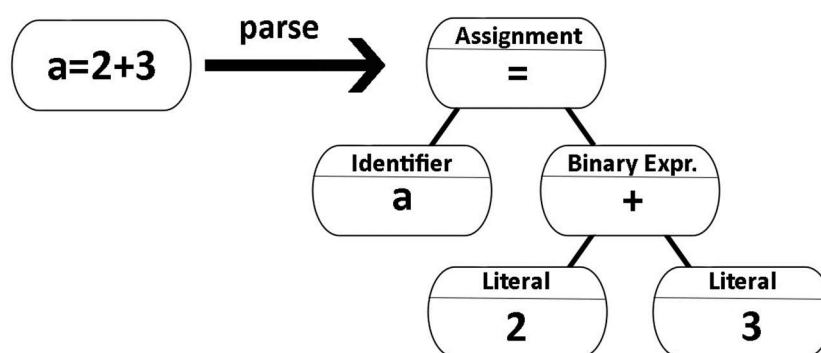 parse
a=2+3
Assignment
=
Identifier
a
Binary Expr.
+
Literal
2
Literal
3